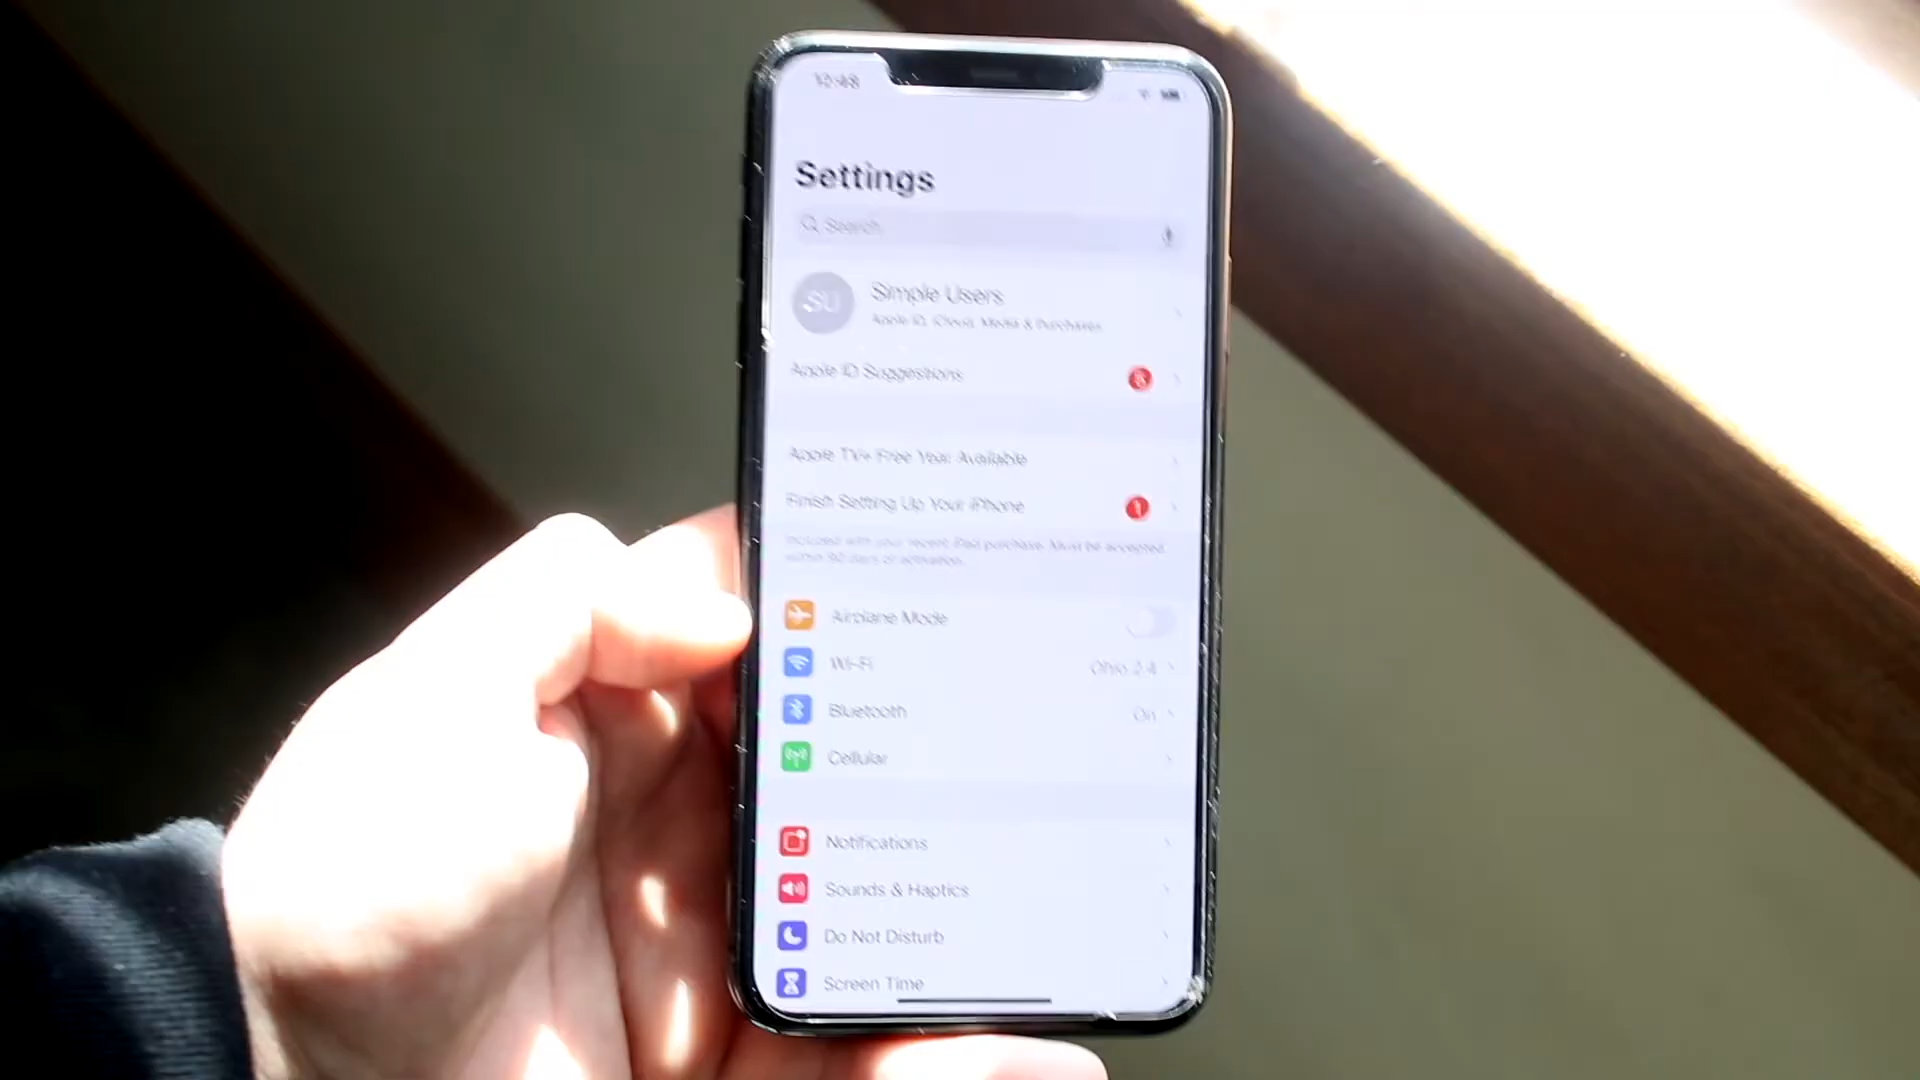 12:48
Settings
Search
SU
Simple Users
Apple ID, iCloud, Media & Purchases
Apple ID Suggestions
Apple TV+ Free Year Available
Finish Setting Up Your iPhone 1
Included with your recent iPad purchase. Must be accepted
within 90 days of activation.
Airplane Mode
Wi-Fi Ohio 2.4
Bluetooth On
Cellular
Notifications
Sounds & Haptics
Do Not Disturb
Screen Time